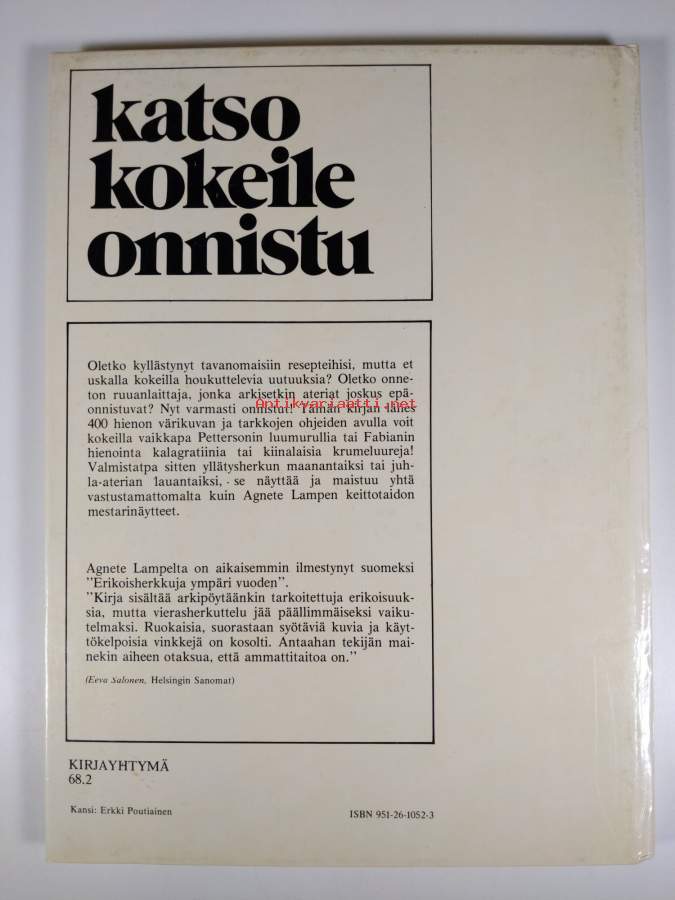 katso
kokeile
onnistu
Oletko kyllästynyt tavanomaisiin resepteihisi, mutta et
uskalla kokeilla houkuttelevia uutuuksia? Oletko onne-
ton ruuanlaittaja, jonka arkisetkin ateriat joskus epä-
onnistuvat? Nyt varmasti onnistut! Tämän kirjan lähes
Antikvariaatti.net
400 hienon värikuvan ja tarkkojen ohjeiden avulla voit
kokeilla vaikkapa Pettersonin luumurullia tai Fabianin
hienointa kalagratiinia tai kiinalaisia krumeluureja!
Valmistatpa sitten yllätysherkun maanantaiksi tai juh-
la-aterian lauantaiksi, se näyttää ja maistuu yhtä
vastustamattomalta kuin Agnete Lampen keittotaidon
mestarinäytteet.
Agnete Lampelta on aikaisemmin ilmestynyt suomeksi
"Erikoisherkkuja ympäri vuoden".
"Kirja sisältää arkipöytäänkin tarkoitettuja erikoisuuk-
sia, mutta vierasherkuttelu jää päällimmäiseksi vaiku-
telmaksi. Ruokaisia, suorastaan syötäviä kuvia ja käyt-
tökelpoisia vinkkejä on kosolti. Antaahan tekijän mai-
nekin aiheen otaksua, että ammattitaitoa on."
(Eeva Salonen, Helsingin Sanomat)
KIRJAYHTYMÄ
68.2
Kansi: Erkki Poutiainen
ISBN 951-26-1052-3